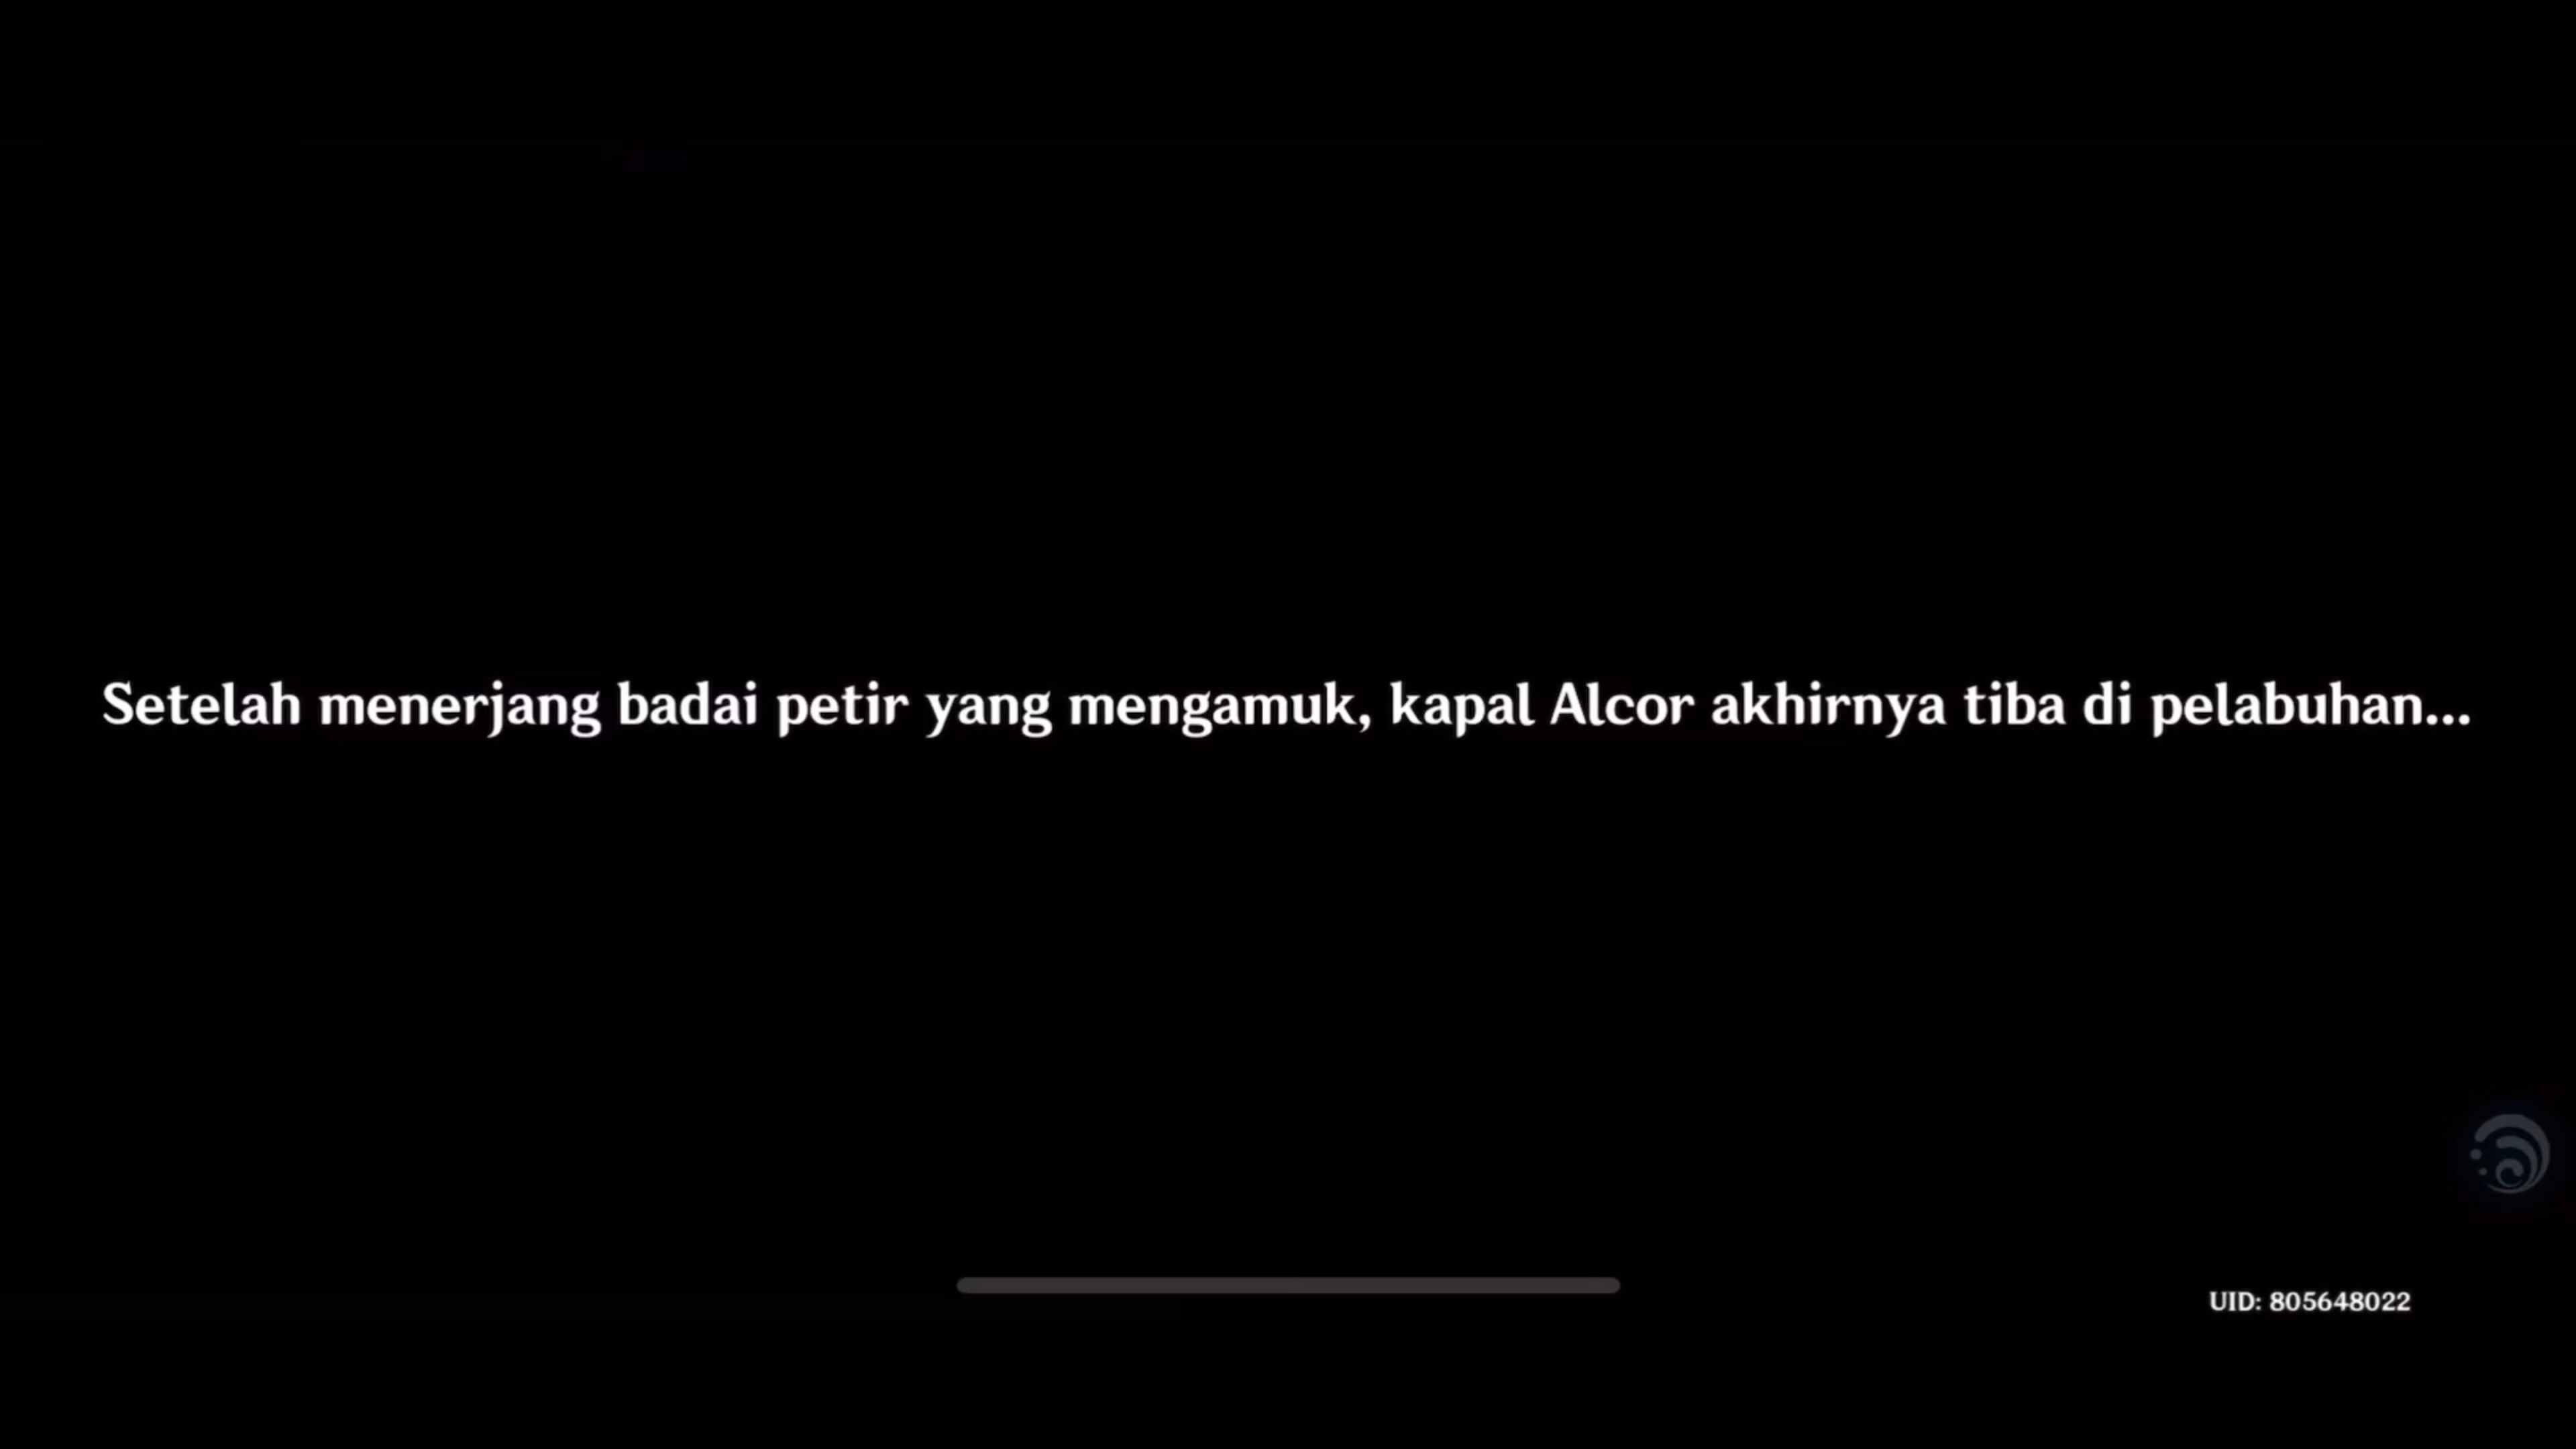 Setelah menerjang badai petir yang mengamuk, kapal Alcor akhirnya tiba di pelabuhan...
UID: 805648022